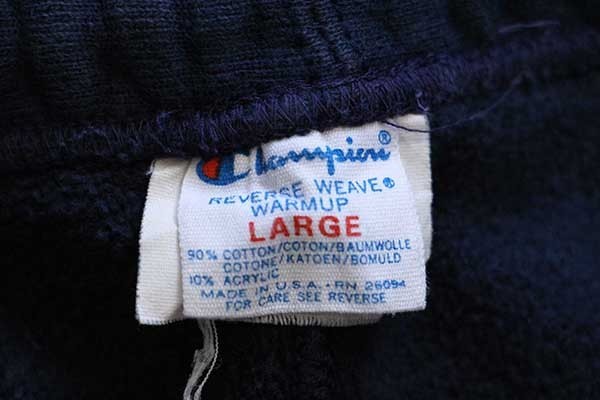 Champion®
REVERSE WEAVE®
WARMUP
LARGE
90% COTTON/COTON/BAUMWOLLE
COTONE/KATOEN/BOMULD
10% ACRYLIC
MADE IN U.S.A. • RN 26094
FOR CARE SEE REVERSE